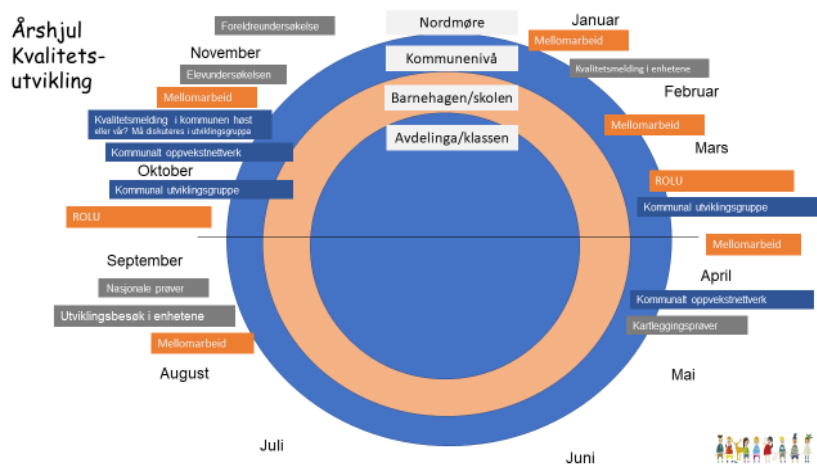 Årshjul
Kvalitets-
utvikling
Foreldreundersøkelse
November
Elevundersøkelsen
Mellomarbeid
Kvalitetsmelding i kommunen høst
eller vår? Må diskuteres i utviklingsgruppa
Kommunalt oppvekstnettverk
Oktober
Kommunal utviklingsgruppe
ROLU
September
Nasjonale prøver
Utviklingsbesøk i enhetene
Mellomarbeid
August
Juli
Nordmøre
Kommunenivå
Barnehagen/skolen
Avdelinga/klassen
Januar
Mellomarbeid
Kvalitetsmelding i enhetene
Februar
Mellomarbeid
Mars
ROLU
Kommunal utviklingsgruppe
Mellomarbeid
April
Kommunalt oppvekstnettverk
Kartleggingsprøver
Mai
Juni